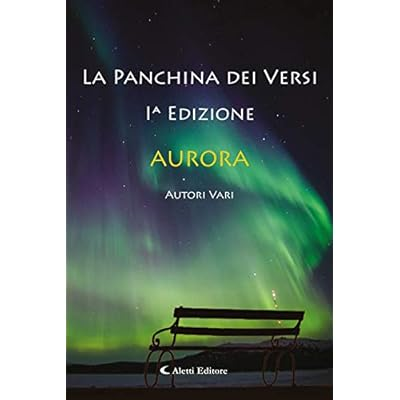 La Panchina dei Versi
Iª Edizione
AURORA
Autori Vari
Aletti Editore